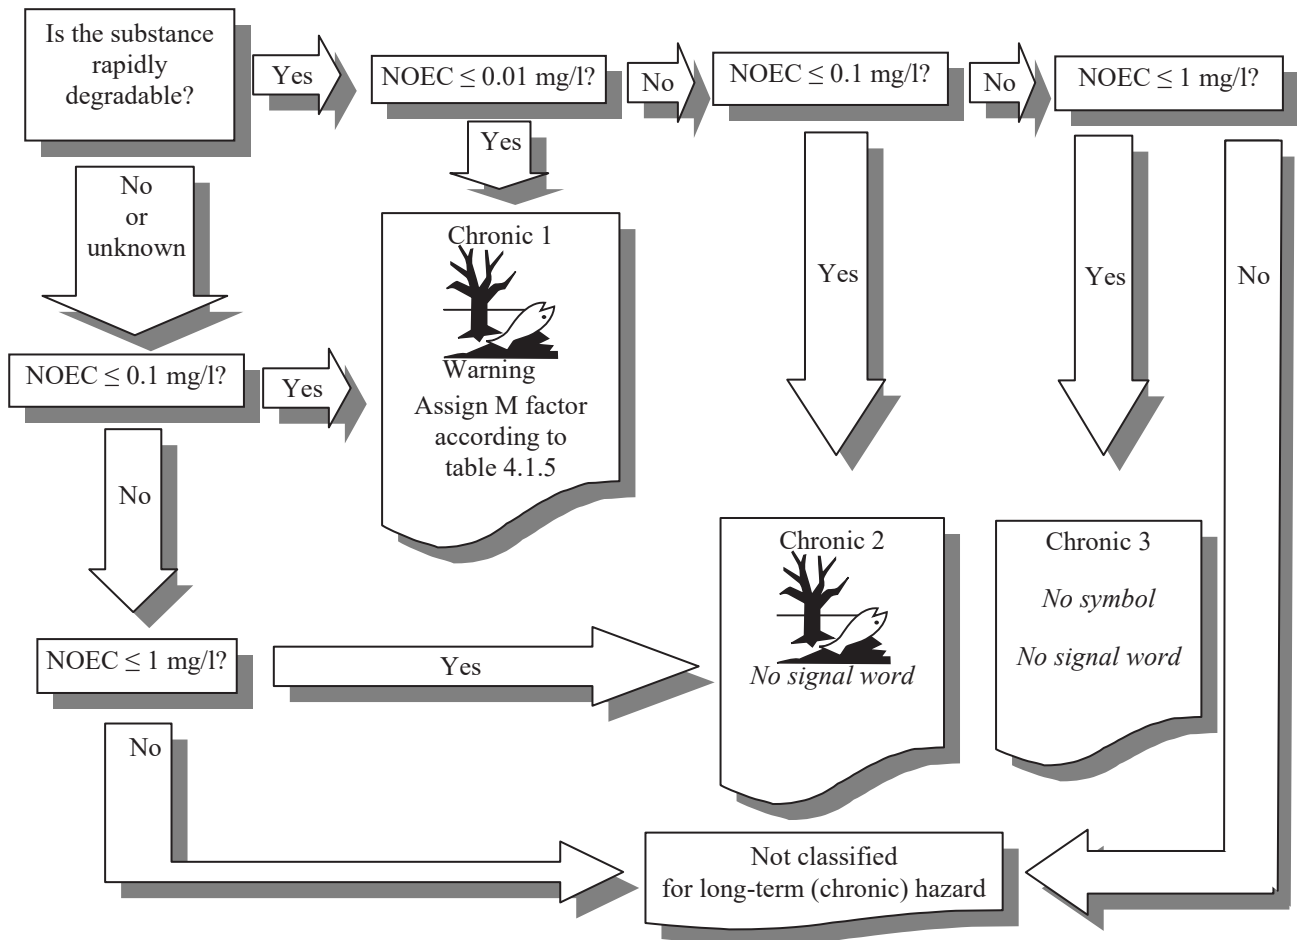 Is the substance
rapidly
degradable?
Yes
NOEC ≤ 0.01 mg/l?
No
NOEC ≤ 0.1 mg/l?
No
NOEC ≤ 1 mg/l?
No
or
unknown
Yes
Chronic 1
Warning
Assign M factor
according to
table 4.1.5
Yes
Yes
No
NOEC ≤ 0.1 mg/l?
Yes
No
Chronic 2
No signal word
Chronic 3
No symbol
No signal word
NOEC ≤ 1 mg/l?
Yes
No
Not classified
for long-term (chronic) hazard